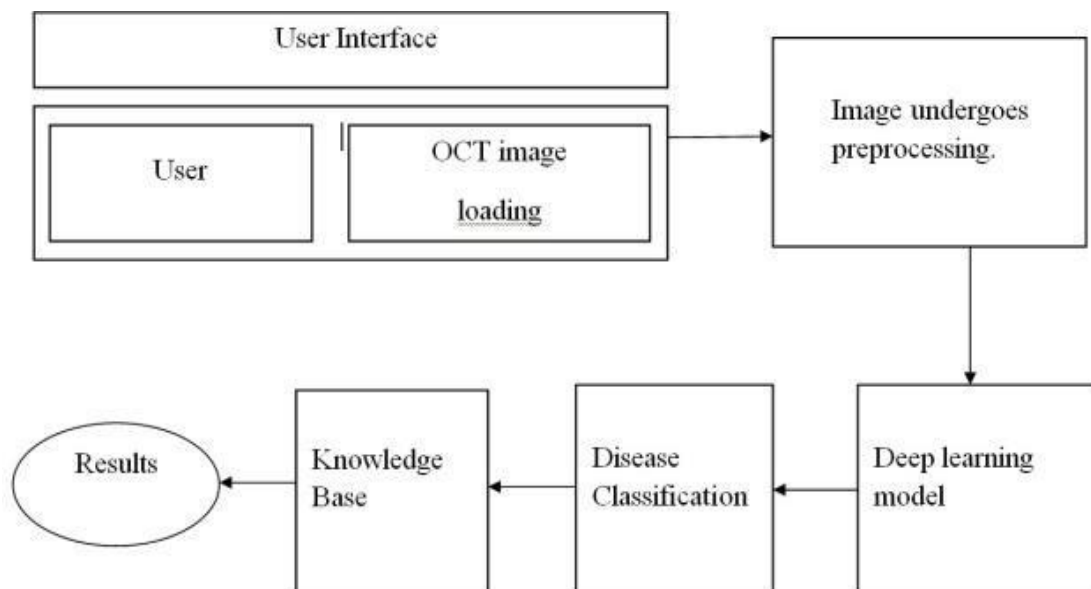 User Interface
User
OCT image
loading
Image undergoes
preprocessing.
Deep learning
model
Disease
Classification
Knowledge
Base
Results